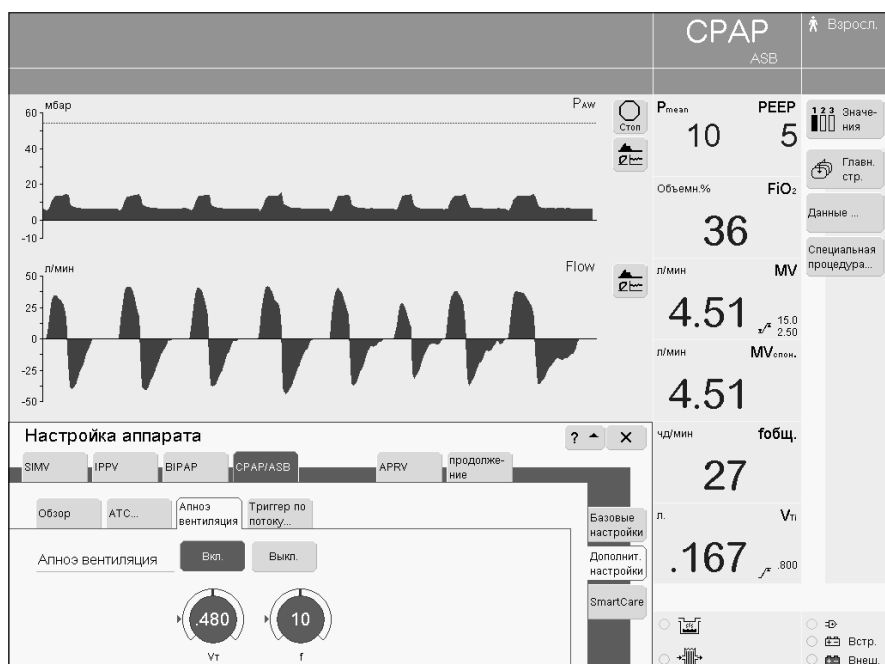 CPAP
ASB
Взросл.
мбар
PAW
60
40
20
0
-10
Стоп
Pmean
PEEP
10
5
1 2 3
Значе-
ния
Главн.
стр.
Данные ...
Специальная
процедура...
Объемн.%
FiO2
36
л/мин
Flow
50
25
0
-25
-50
л/мин
MV
4.51
15.0
2.50
л/мин
MVспон.
4.51
Настройка аппарата
?
SIMV
IPPV
BIPAP
CPAP/ASB
APRV
продолже-
ние
чд/мин
fобщ.
27
Обзор
ATC...
Апноэ
вентиляция
Триггер по
потоку...
Базовые
настройки
Дополнит.
настройки
SmartCare
Апноэ вентиляция
Вкл.
Выкл.
.480
10
VT
f
л.
VTi
.167
.800
Встр.
Внеш.